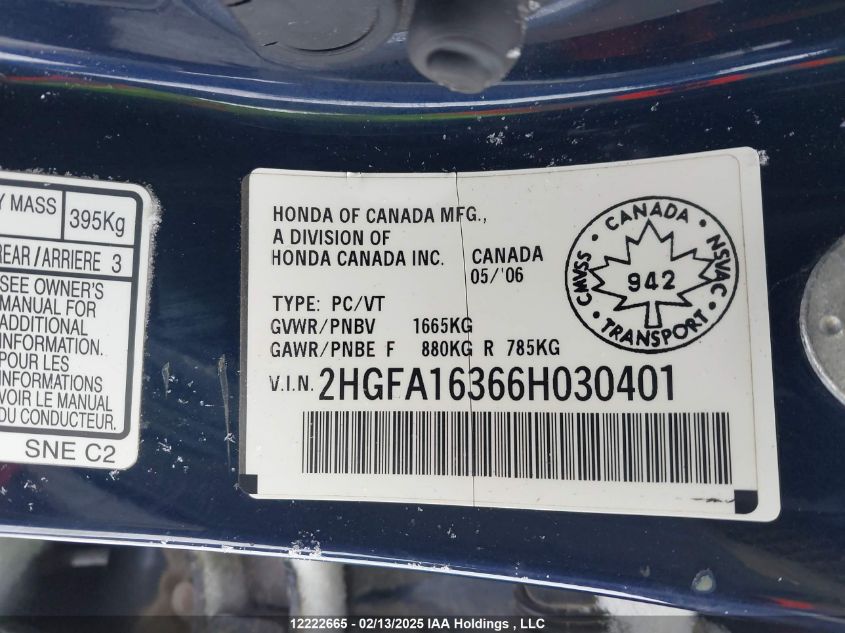 Y MASS
395Kg
REAR/ARRIERE 3
SEE OWNER'S
MANUAL FOR
ADDITIONAL
INFORMATION
POUR LES
INFORMATIONS
VOIR LE MANUAL
DU CONDUCTEUR.
SNE C2
HONDA OF CANADA MFG.,
A DIVISION OF
HONDA CANADA INC. CANADA
05/'06
TYPE: PC/VT
GVWR/PNBV 1665KG
GAWR/PNBE F 880KG R 785KG
V.I.N. 2HGFA16366H030401
CMVSS · CANADA · NSVAC
942
· TRANSPORT ·
12222665 - 02/13/2025 IAA Holdings , LLC